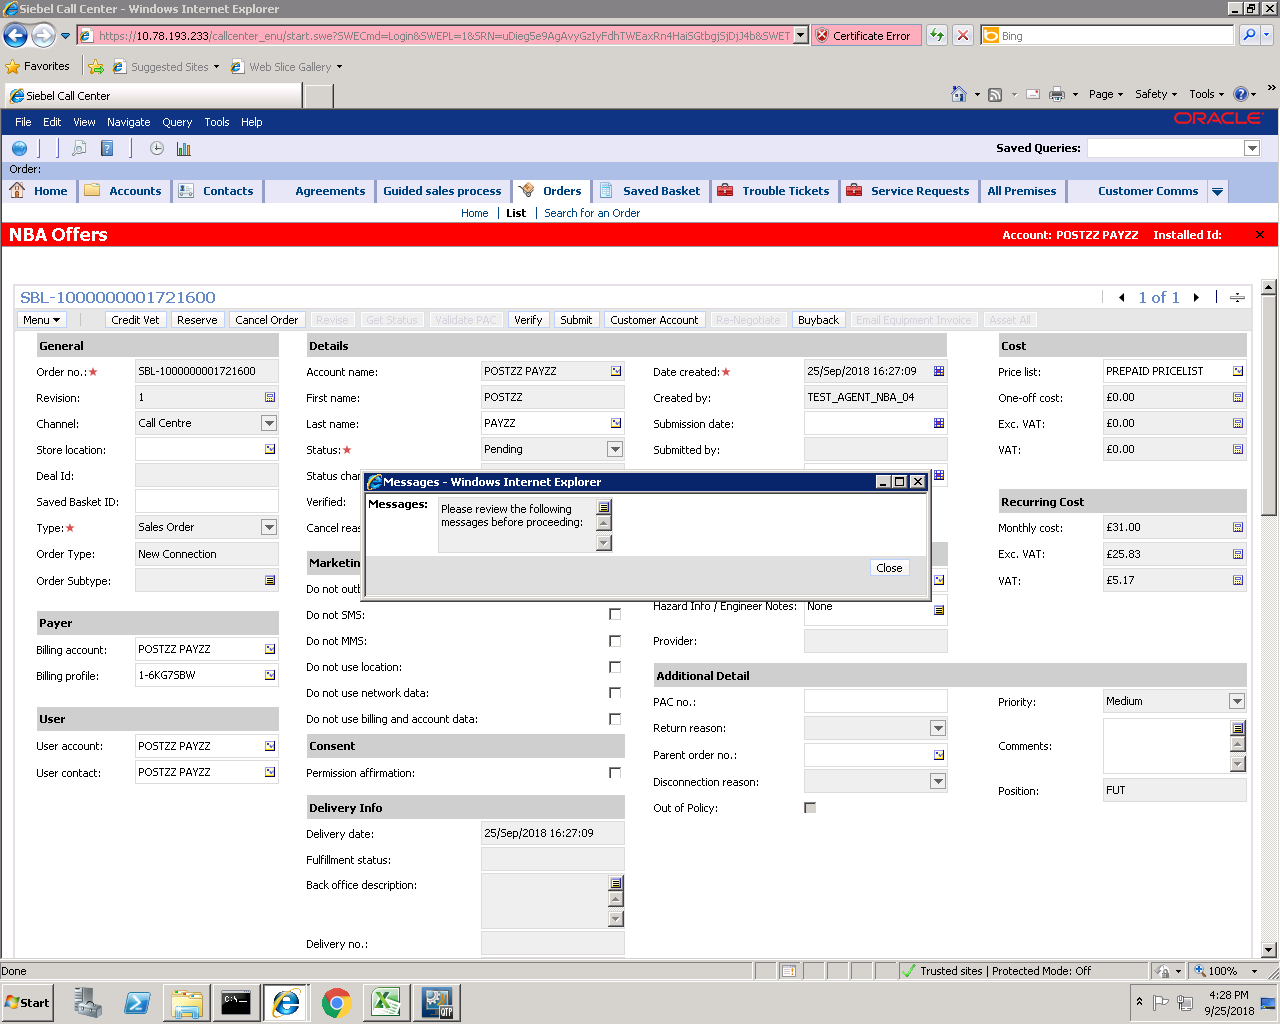 Siebel Call Center - Windows Internet Explorer
https://10.78.193.233/callcenter_enu/start.swe?SWECmd=Login&SWEPL=1&SRN=uDieg5e9AgAvyGzIyFdhTWEaxRn4HaiSGtbgjSjDjJ4b&SWET
Certificate Error
Bing
Favorites
Suggested Sites
Web Slice Gallery
Siebel Call Center
Page
Safety
Tools
File Edit View Navigate Query Tools Help
ORACLE
Saved Queries:
Order:
Home
Accounts
Contacts
Agreements
Guided sales process
Orders
Saved Basket
Trouble Tickets
Service Requests
All Premises
Customer Comms
Home | List | Search for an Order
NBA Offers
Account: POSTZZ PAYZZ Installed Id:
SBL-1000000001721600
1 of 1
Menu
Credit Vet
Reserve
Cancel Order
Revise
Get Status
Validate PAC
Verify
Submit
Customer Account
Re-Negotiate
Buyback
Email Equipment Invoice
Asset All
General
Order no.: SBL-1000000001721600
Revision: 1
Channel: Call Centre
Store location:
Deal Id:
Saved Basket ID:
Type: Sales Order
Order Type: New Connection
Order Subtype:
Payer
Billing account: POSTZZ PAYZZ
Billing profile: 1-6KG7SBW
User
User account: POSTZZ PAYZZ
User contact: POSTZZ PAYZZ
Details
Account name: POSTZZ PAYZZ
First name: POSTZZ
Last name: PAYZZ
Status: Pending
Status chan
Verified:
Cancel reas
Marketin
Do not outb
Do not SMS:
Do not MMS:
Do not use location:
Do not use network data:
Do not use billing and account data:
Consent
Permission affirmation:
Delivery Info
Delivery date: 25/Sep/2018 16:27:09
Fulfillment status:
Back office description:
Delivery no.:
Date created: 25/Sep/2018 16:27:09
Created by: TEST_AGENT_NBA_04
Submission date:
Submitted by:
Messages - Windows Internet Explorer
Messages:
Please review the following
messages before proceeding:
Close
Hazard Info / Engineer Notes: None
Provider:
Additional Detail
PAC no.:
Return reason:
Parent order no.:
Disconnection reason:
Out of Policy:
Priority: Medium
Comments:
Position: FUT
Cost
Price list: PREPAID PRICELIST
One-off cost: £0.00
Exc. VAT: £0.00
VAT: £0.00
Recurring Cost
Monthly cost: £31.00
Exc. VAT: £25.83
VAT: £5.17
Done
Trusted sites | Protected Mode: Off
100%
Start
C:\
QTP
4:28 PM
9/25/2018